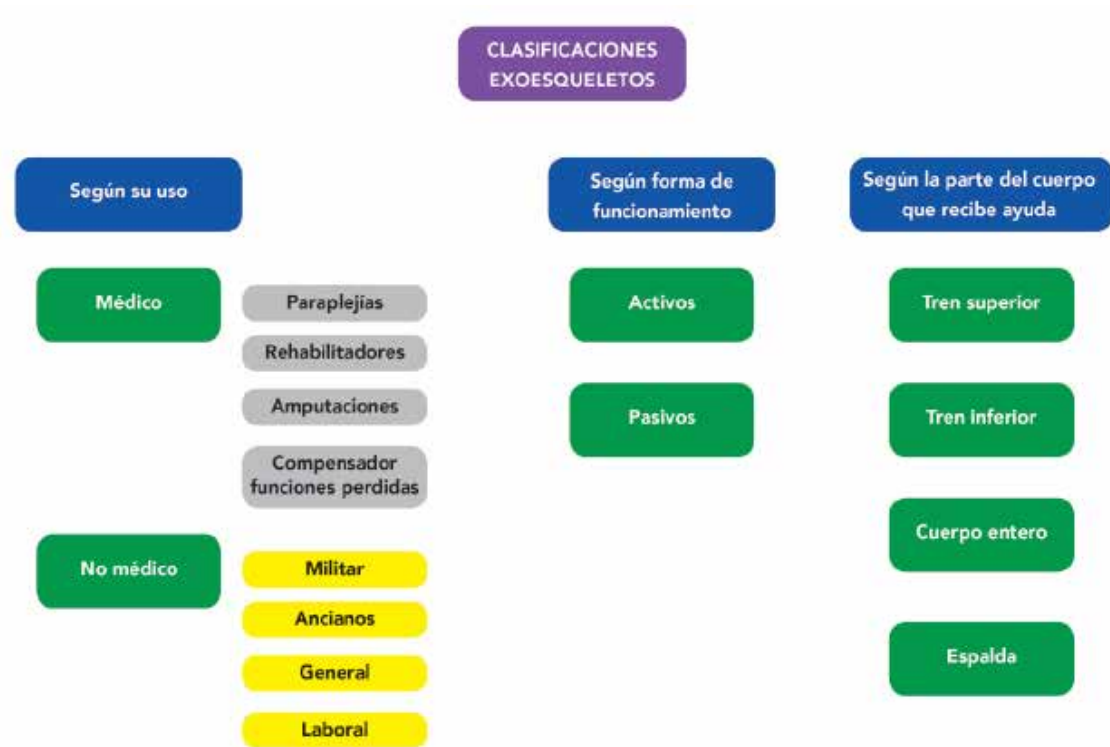 CLASIFICACIONES
EXOESQUELETOS
Según su uso
Médico
Paraplejías
Rehabilitadores
Amputaciones
Compensador
funciones perdidas
No médico
Militar
Ancianos
General
Laboral
Según forma de
funcionamiento
Activos
Pasivos
Según la parte del cuerpo
que recibe ayuda
Tren superior
Tren inferior
Cuerpo entero
Espalda